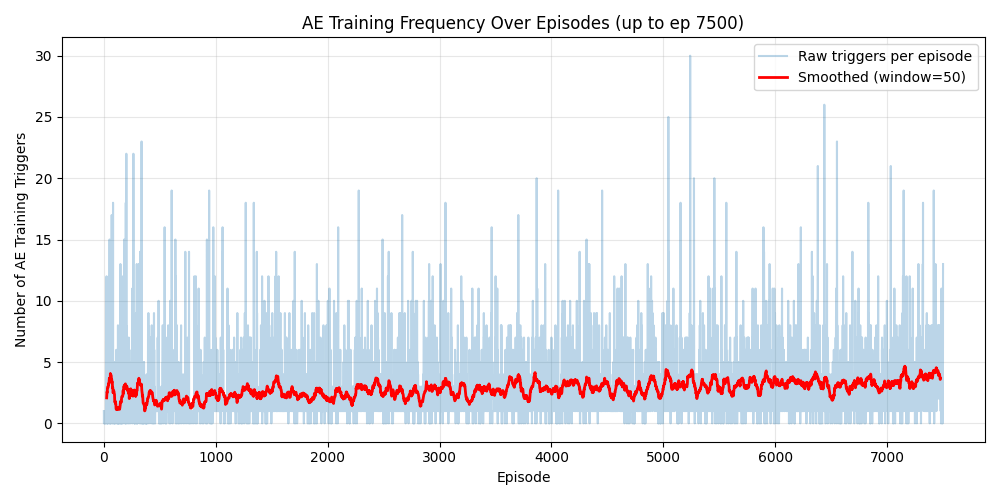 AE Training Frequency Over Episodes (up to ep 7500)
Raw triggers per episode
Smoothed (window=50)
Number of AE Training Triggers
30
25
20
15
10
5
0
0 1000 2000 3000 4000 5000 6000 7000
Episode